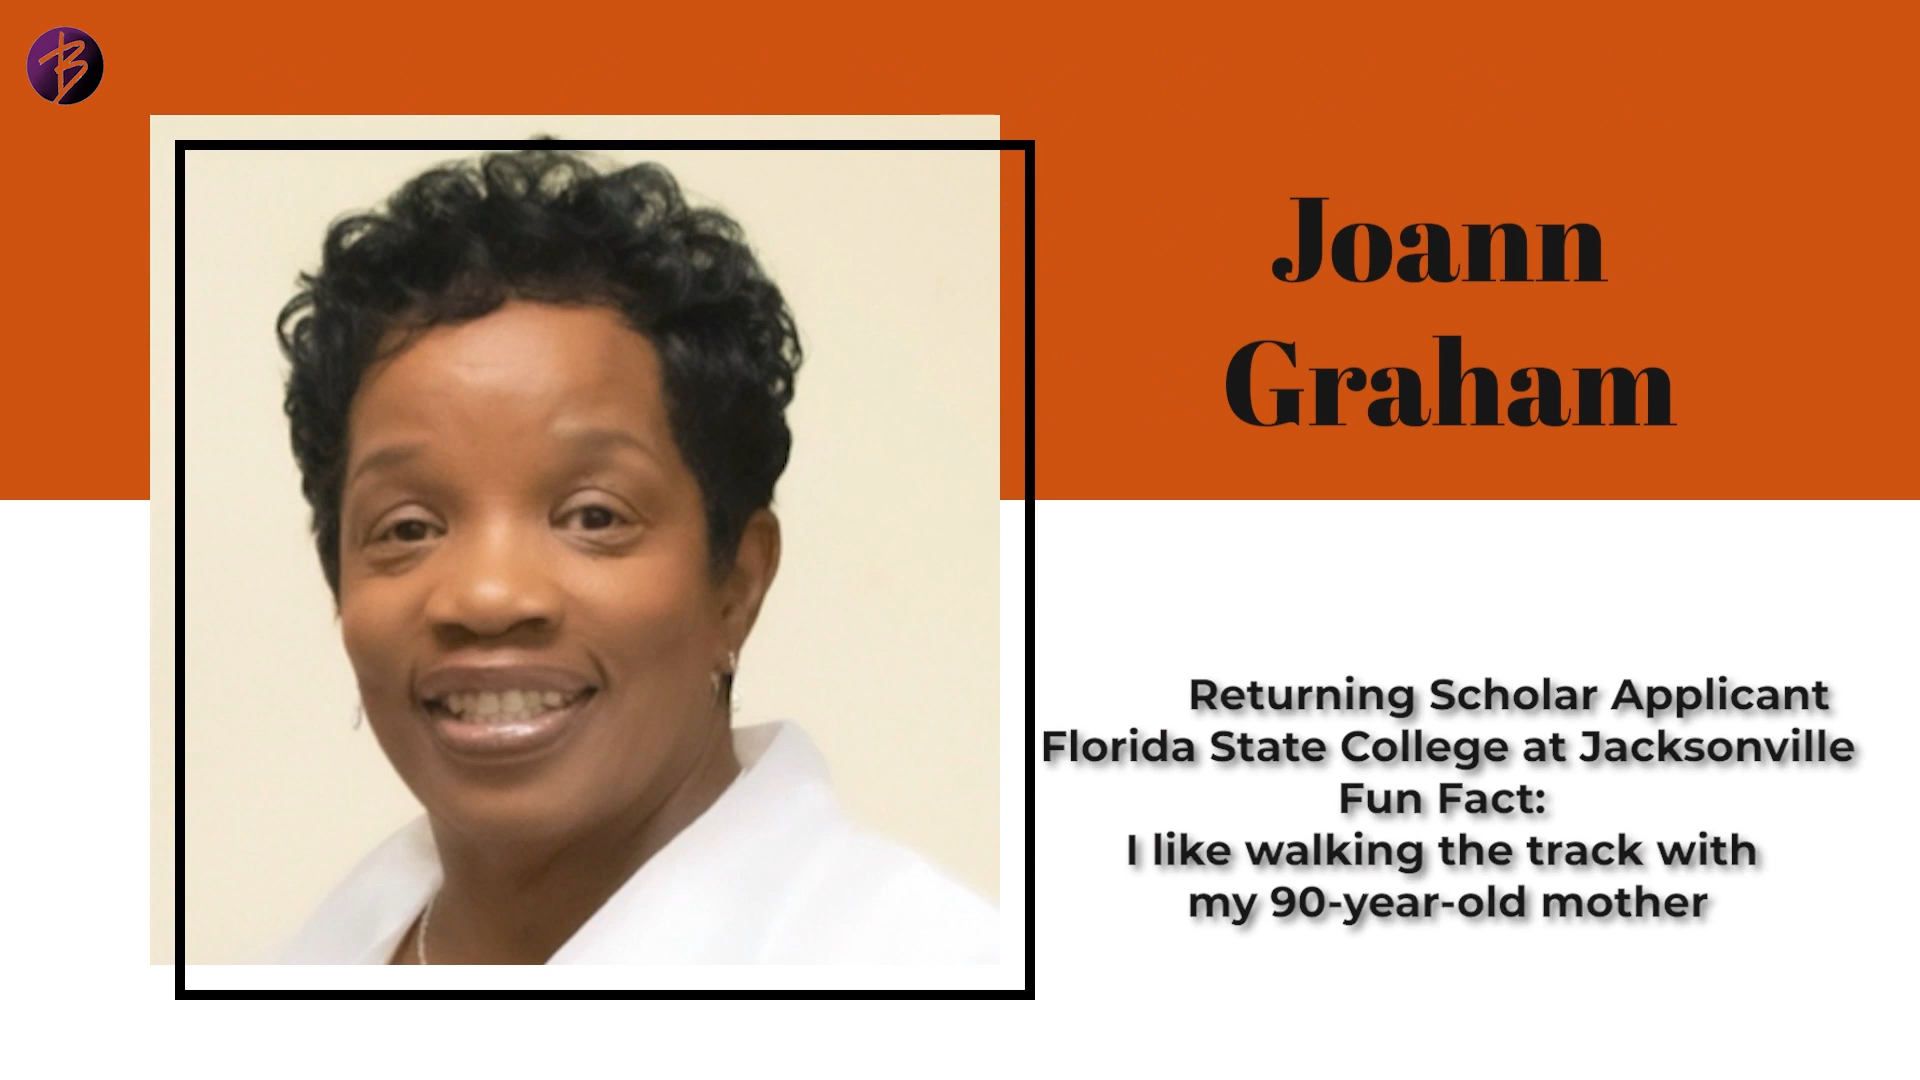 B
Joann
Graham
Returning Scholar Applicant
Florida State College at Jacksonville
Fun Fact:
I like walking the track with
my 90-year-old mother